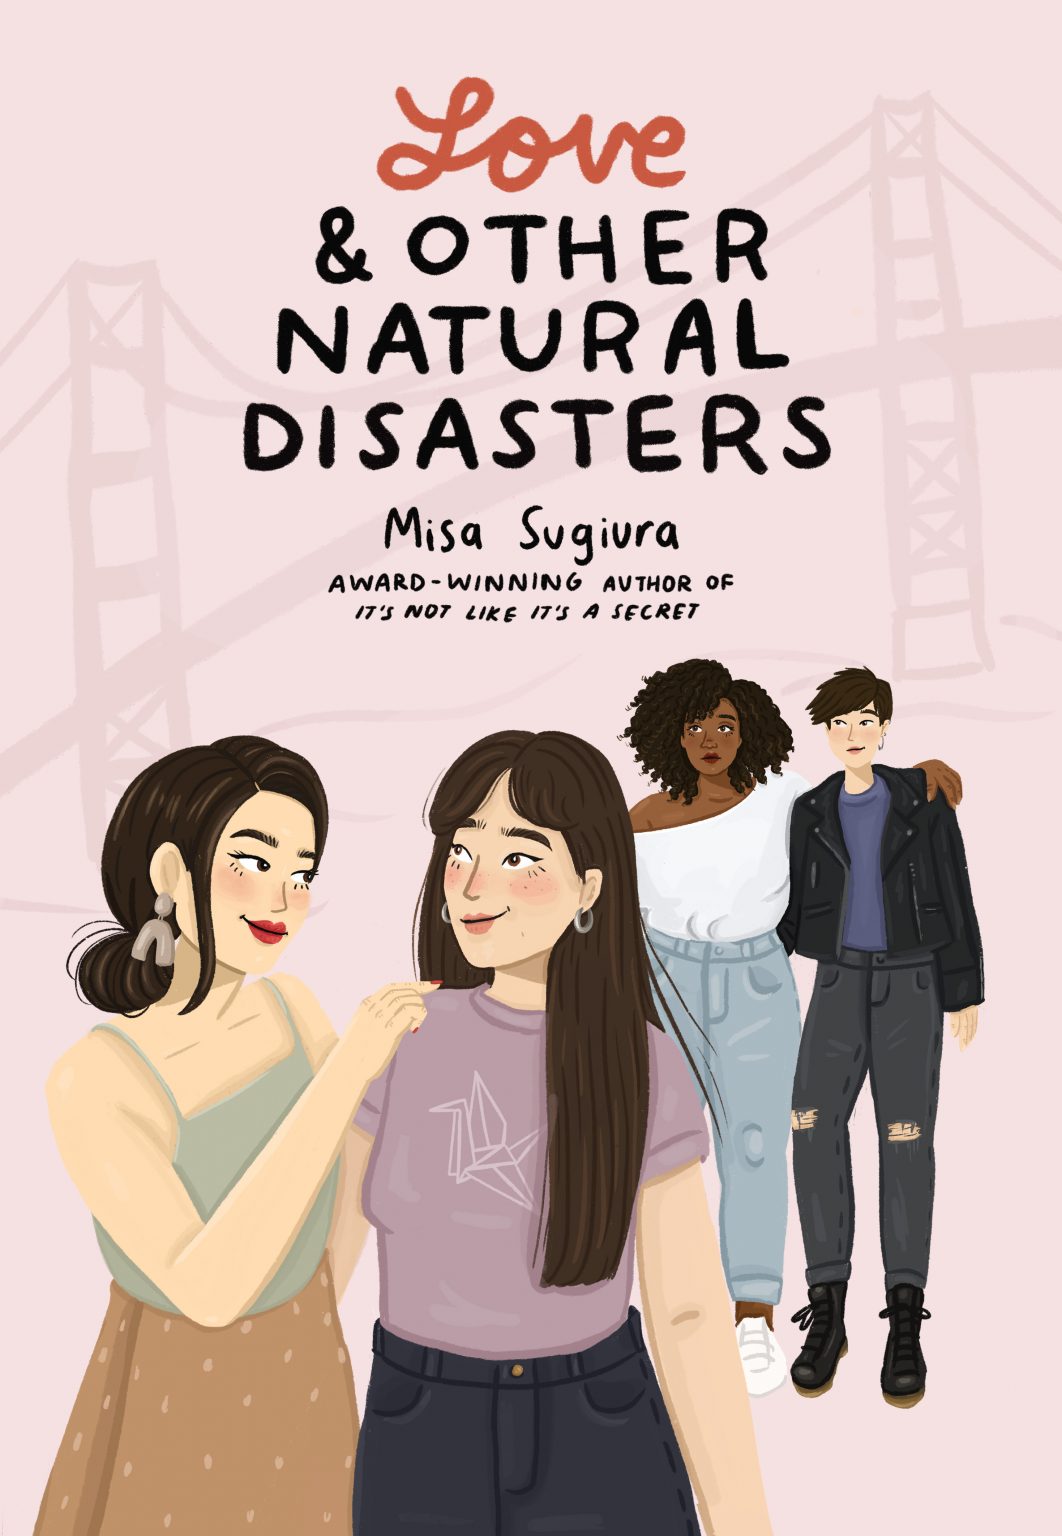 Love
& OTHER
NATURAL
DISASTERS
Misa Sugiura
AWARD-WINNING AUTHOR OF
IT'S NOT LIKE IT'S A SECRET